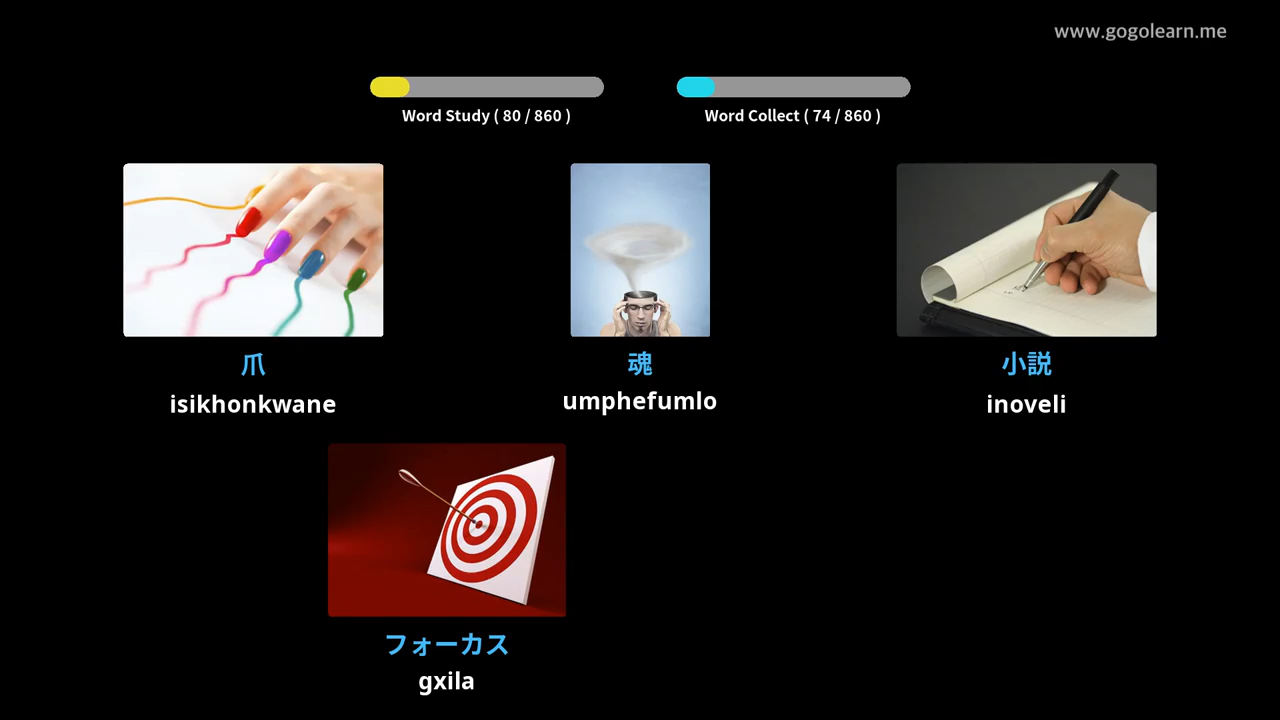 www.gogolearn.me
Word Study ( 80 / 860 )
Word Collect ( 74 / 860 )
爪
isikhonkwane
魂
umphefumlo
小説
inoveli
フォーカス
gxila